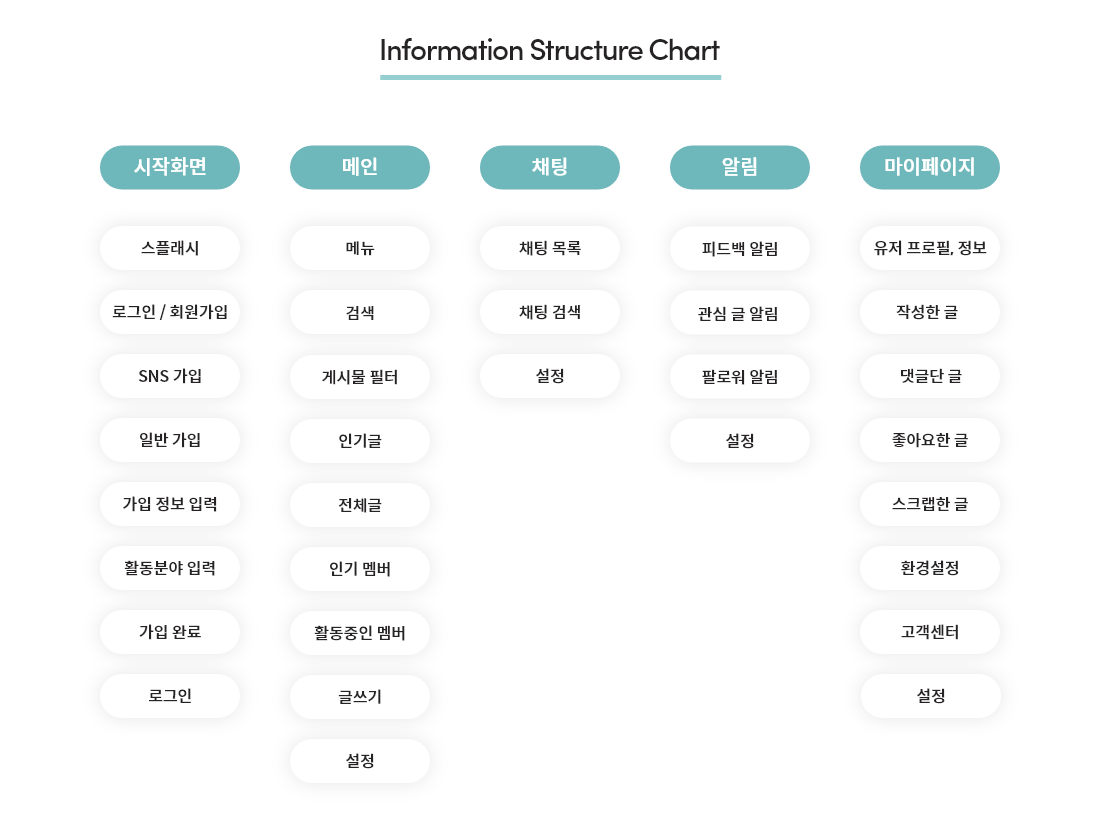 Information Structure Chart
시작화면
스플래시
로그인 / 회원가입
SNS 가입
일반 가입
가입 정보 입력
활동분야 입력
가입 완료
로그인
메인
메뉴
검색
게시물 필터
인기글
전체글
인기 멤버
활동중인 멤버
글쓰기
설정
채팅
채팅 목록
채팅 검색
설정
알림
피드백 알림
관심 글 알림
팔로워 알림
설정
마이페이지
유저 프로필, 정보
작성한 글
댓글단 글
좋아요한 글
스크랩한 글
환경설정
고객센터
설정